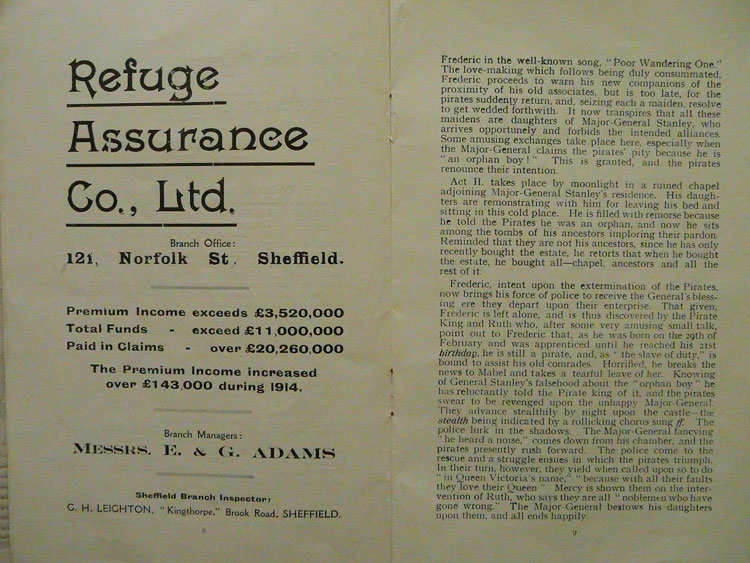 Refuge
Assurance
Co., Ltd.
Branch Office:
121, Norfolk St., Sheffield.
Premium Income exceeds £3,520,000
Total Funds - exceed £11,000,000
Paid in Claims - over £20,260,000
The Premium Income increased
over £143,000 during 1914.
Branch Managers:
MESSRS. E. & G. ADAMS
Sheffield Branch Inspector:
G. H. LEIGHTON, "Kingthorpe," Brook Road, SHEFFIELD.
8
Frederic in the well-known song, "Poor Wandering One."
The love-making which follows being duly consummated,
Frederic proceeds to warn his new companions of the
proximity of his old associates, but is too late, for the
pirates suddenly return, and, seizing each a maiden, resolve
to get wedded forthwith. It now transpires that all these
maidens are daughters of Major-General Stanley, who
arrives opportunely and forbids the intended alliances.
Some amusing exchanges take place here, especially when
the Major-General claims the pirates' pity because he is
"an orphan boy!" This is granted, and the pirates
renounce their intention.
Act II. takes place by moonlight in a ruined chapel
adjoining Major-General Stanley's residence. His daugh-
ters are remonstrating with him for leaving his bed and
sitting in this cold place. He is filled with remorse because
he told the Pirates he was an orphan, and now he sits
among the tombs of his ancestors imploring their pardon.
Reminded that they are not his ancestors, since he has only
recently bought the estate, he retorts that when he bought
the estate, he bought all—chapel, ancestors and all the
rest of it.
Frederic, intent upon the extermination of the Pirates,
now brings his force of police to receive the General's bless-
ing ere they depart upon their enterprise. That given,
Frederic is left alone, and is thus discovered by the Pirate
King and Ruth who, after some very amusing small talk,
point out to Frederic that, as he was born on the 29th of
February and was apprenticed until he reached his 21st
birthday, he is still a pirate, and, as "the slave of duty," is
bound to assist his old comrades. Horrified, he breaks the
news to Mabel and takes a tearful leave of her. Knowing
of General Stanley's falsehood about the "orphan boy" he
has reluctantly told the Pirate king of it, and the pirates
swear to be revenged upon the unhappy Major-General.
They advance stealthily by night upon the castle—the
stealth being indicated by a rollicking chorus sung ff. The
police lurk in the shadows. The Major-General fancying
"he heard a noise," comes down from his chamber, and the
pirates presently rush forward. The police come to the
rescue and a struggle ensues in which the pirates triumph.
In their turn, however, they yield when called upon so to do
"in Queen Victoria's name," "because with all their faults
they love their Queen" Mercy is shown them on the inter-
vention of Ruth, who says they are all "noblemen who have
gone wrong." The Major-General bestows his daughters
upon them, and all ends happily.
9